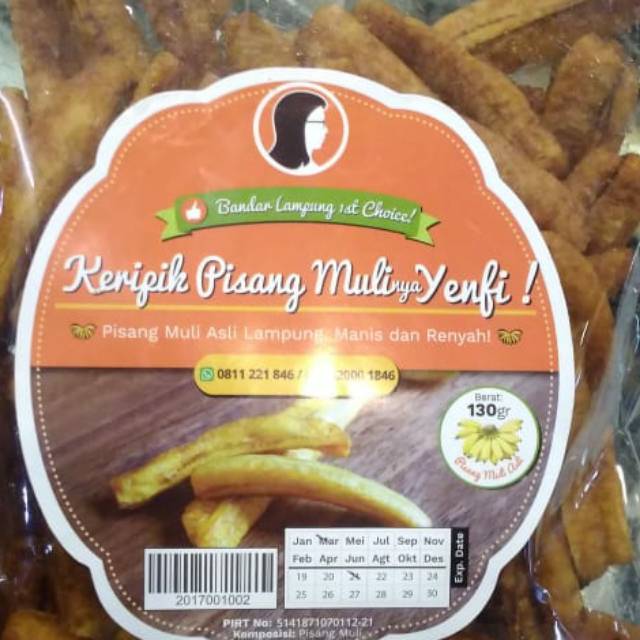 Bandar Lampung 1st Choice!
Keripik Pisang Mulinya Yenfi !
Pisang Muli Asli Lampung, Manis dan Renyah!
0811 221 846 / 2000 1846
Berat:
130gr
Pisang Muli Asli
Jan Mar Mei Jul Sep Nov
Feb Apr Jun Agt Okt Des
19 20 21 22 23 24
25 26 27 28 29 30
Exp. Date
2017001002
PIRT No: 5141871070112-21
Komposisi: Pisang Muli,